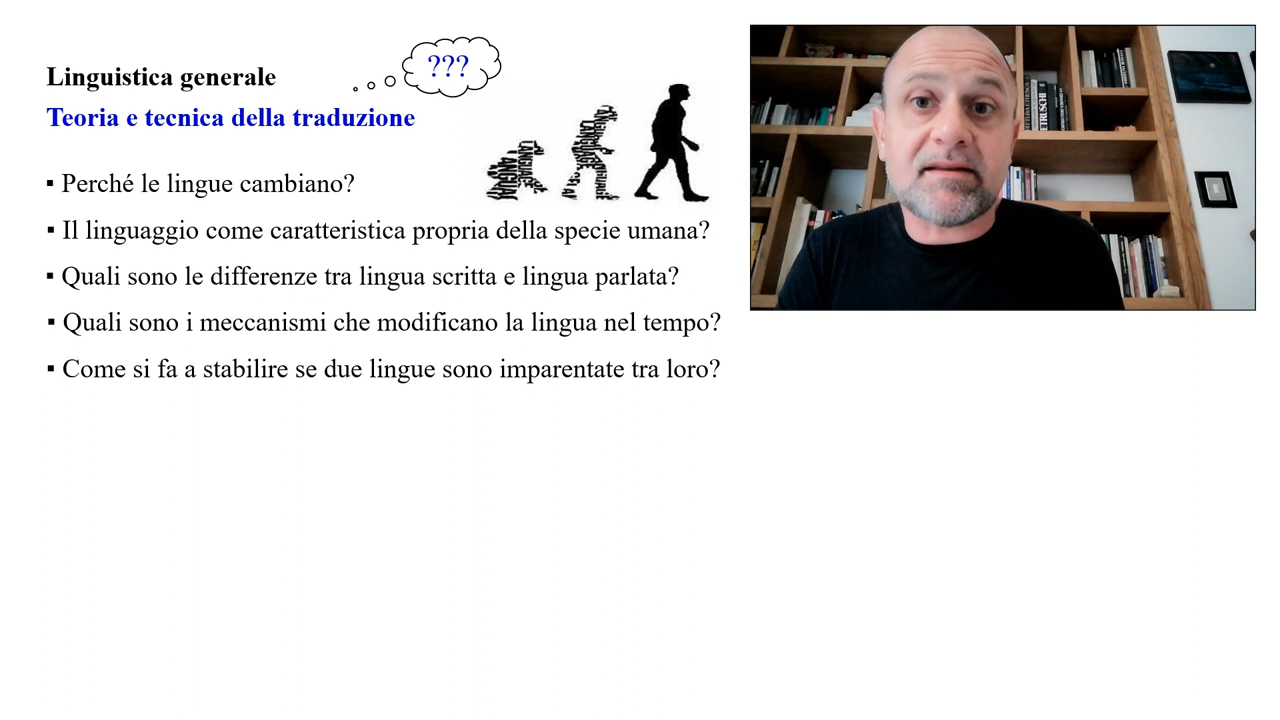 Linguistica generale
???
Teoria e tecnica della traduzione
▪ Perché le lingue cambiano?
▪ Il linguaggio come caratteristica propria della specie umana?
▪ Quali sono le differenze tra lingua scritta e lingua parlata?
▪ Quali sono i meccanismi che modificano la lingua nel tempo?
▪ Come si fa a stabilire se due lingue sono imparentate tra loro?